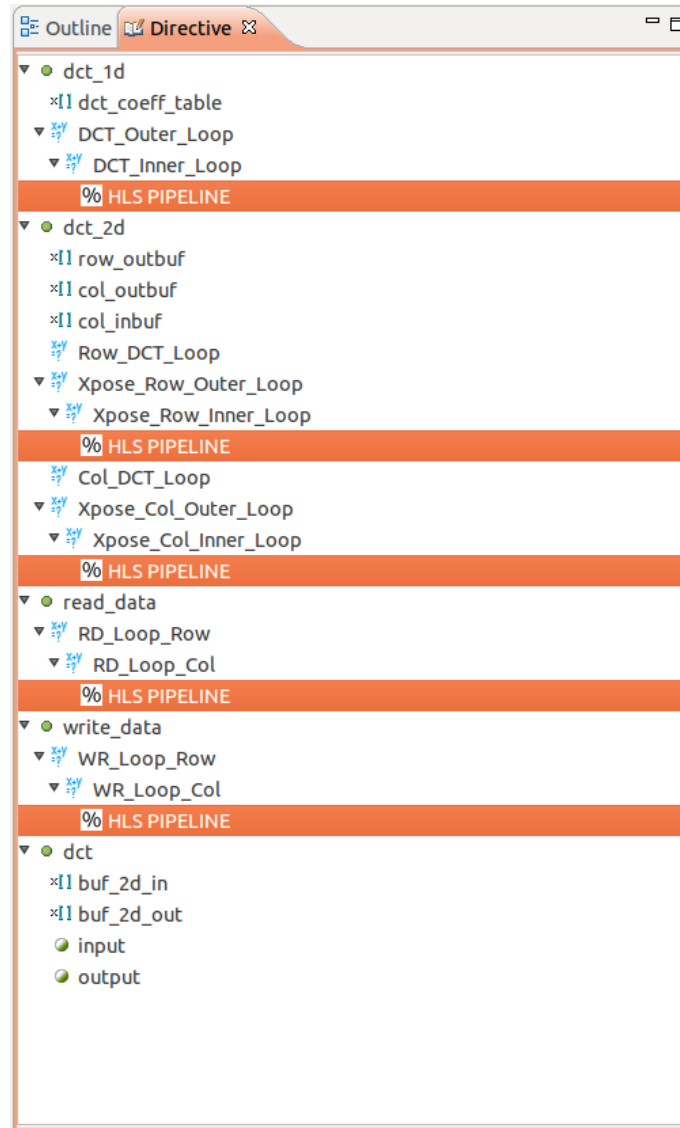 Outline Directive
dct_1d
x[] dct_coeff_table
DCT_Outer_Loop
DCT_Inner_Loop
% HLS PIPELINE
dct_2d
x[] row_outbuf
x[] col_outbuf
x[] col_inbuf
Row_DCT_Loop
Xpose_Row_Outer_Loop
Xpose_Row_Inner_Loop
% HLS PIPELINE
Col_DCT_Loop
Xpose_Col_Outer_Loop
Xpose_Col_Inner_Loop
% HLS PIPELINE
read_data
RD_Loop_Row
RD_Loop_Col
% HLS PIPELINE
write_data
WR_Loop_Row
WR_Loop_Col
% HLS PIPELINE
dct
x[] buf_2d_in
x[] buf_2d_out
input
output